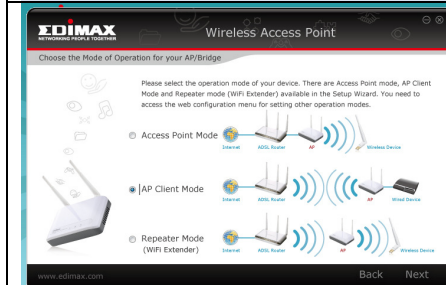 EDIMAX
NETWORKING PEOPLE TOGETHER
Wireless Access Point
Choose the Mode of Operation for your AP/Bridge
Please select the operation mode of your device. There are Access Point mode, AP Client
Mode and Repeater mode (WiFi Extender) available in the Setup Wizard. You need to
access the web configuration menu for setting other operation modes.
Access Point Mode
Internet
ADSL Router
AP
Wireless Device
AP Client Mode
Internet
ADSL Router
AP
Wired Device
Repeater Mode
(WiFi Extender)
Internet
ADSL Router
AP
Wireless Device
www.edimax.com
Back
Next